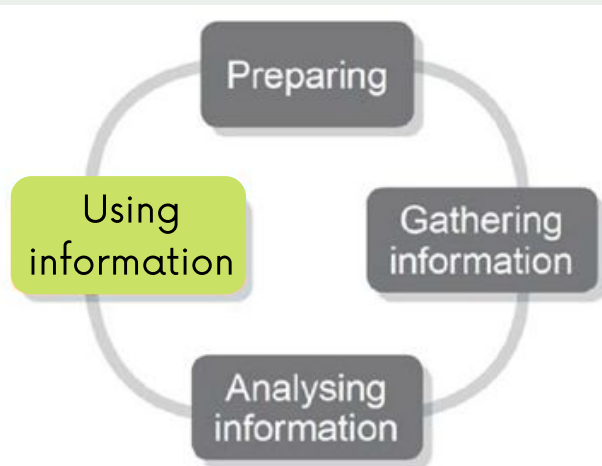 Preparing
Using
information
Gathering
information
Analysing
information